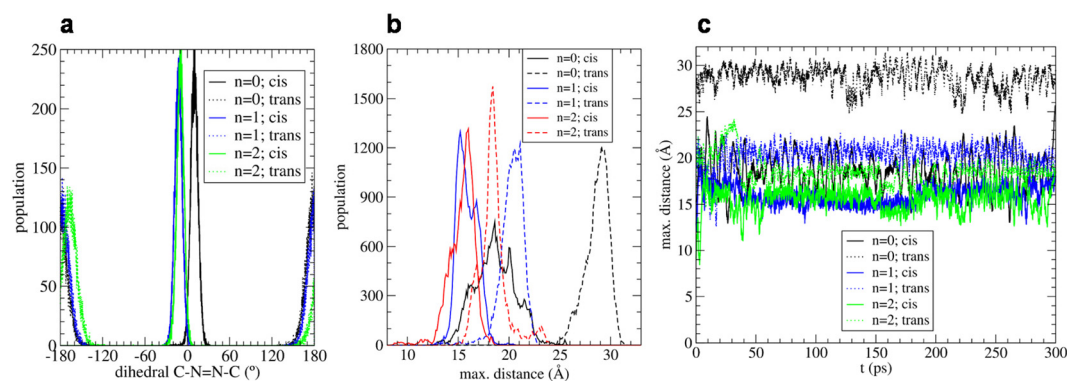 a
250
200
150
100
50
0
population
-180
-120
-60
0
60
120
180
dihedral C-N=N-C (º)
n=0; cis
n=0; trans
n=1; cis
n=1; trans
n=2; cis
n=2; trans
b
1800
1500
1200
900
600
300
0
population
10
15
20
25
30
max. distance (Å)
n=0; cis
n=0; trans
n=1; cis
n=1; trans
n=2; cis
n=2; trans
c
30
25
20
15
10
5
0
max. distance (Å)
0
50
100
150
200
250
300
t (ps)
n=0; cis
n=0; trans
n=1; cis
n=1; trans
n=2; cis
n=2; trans